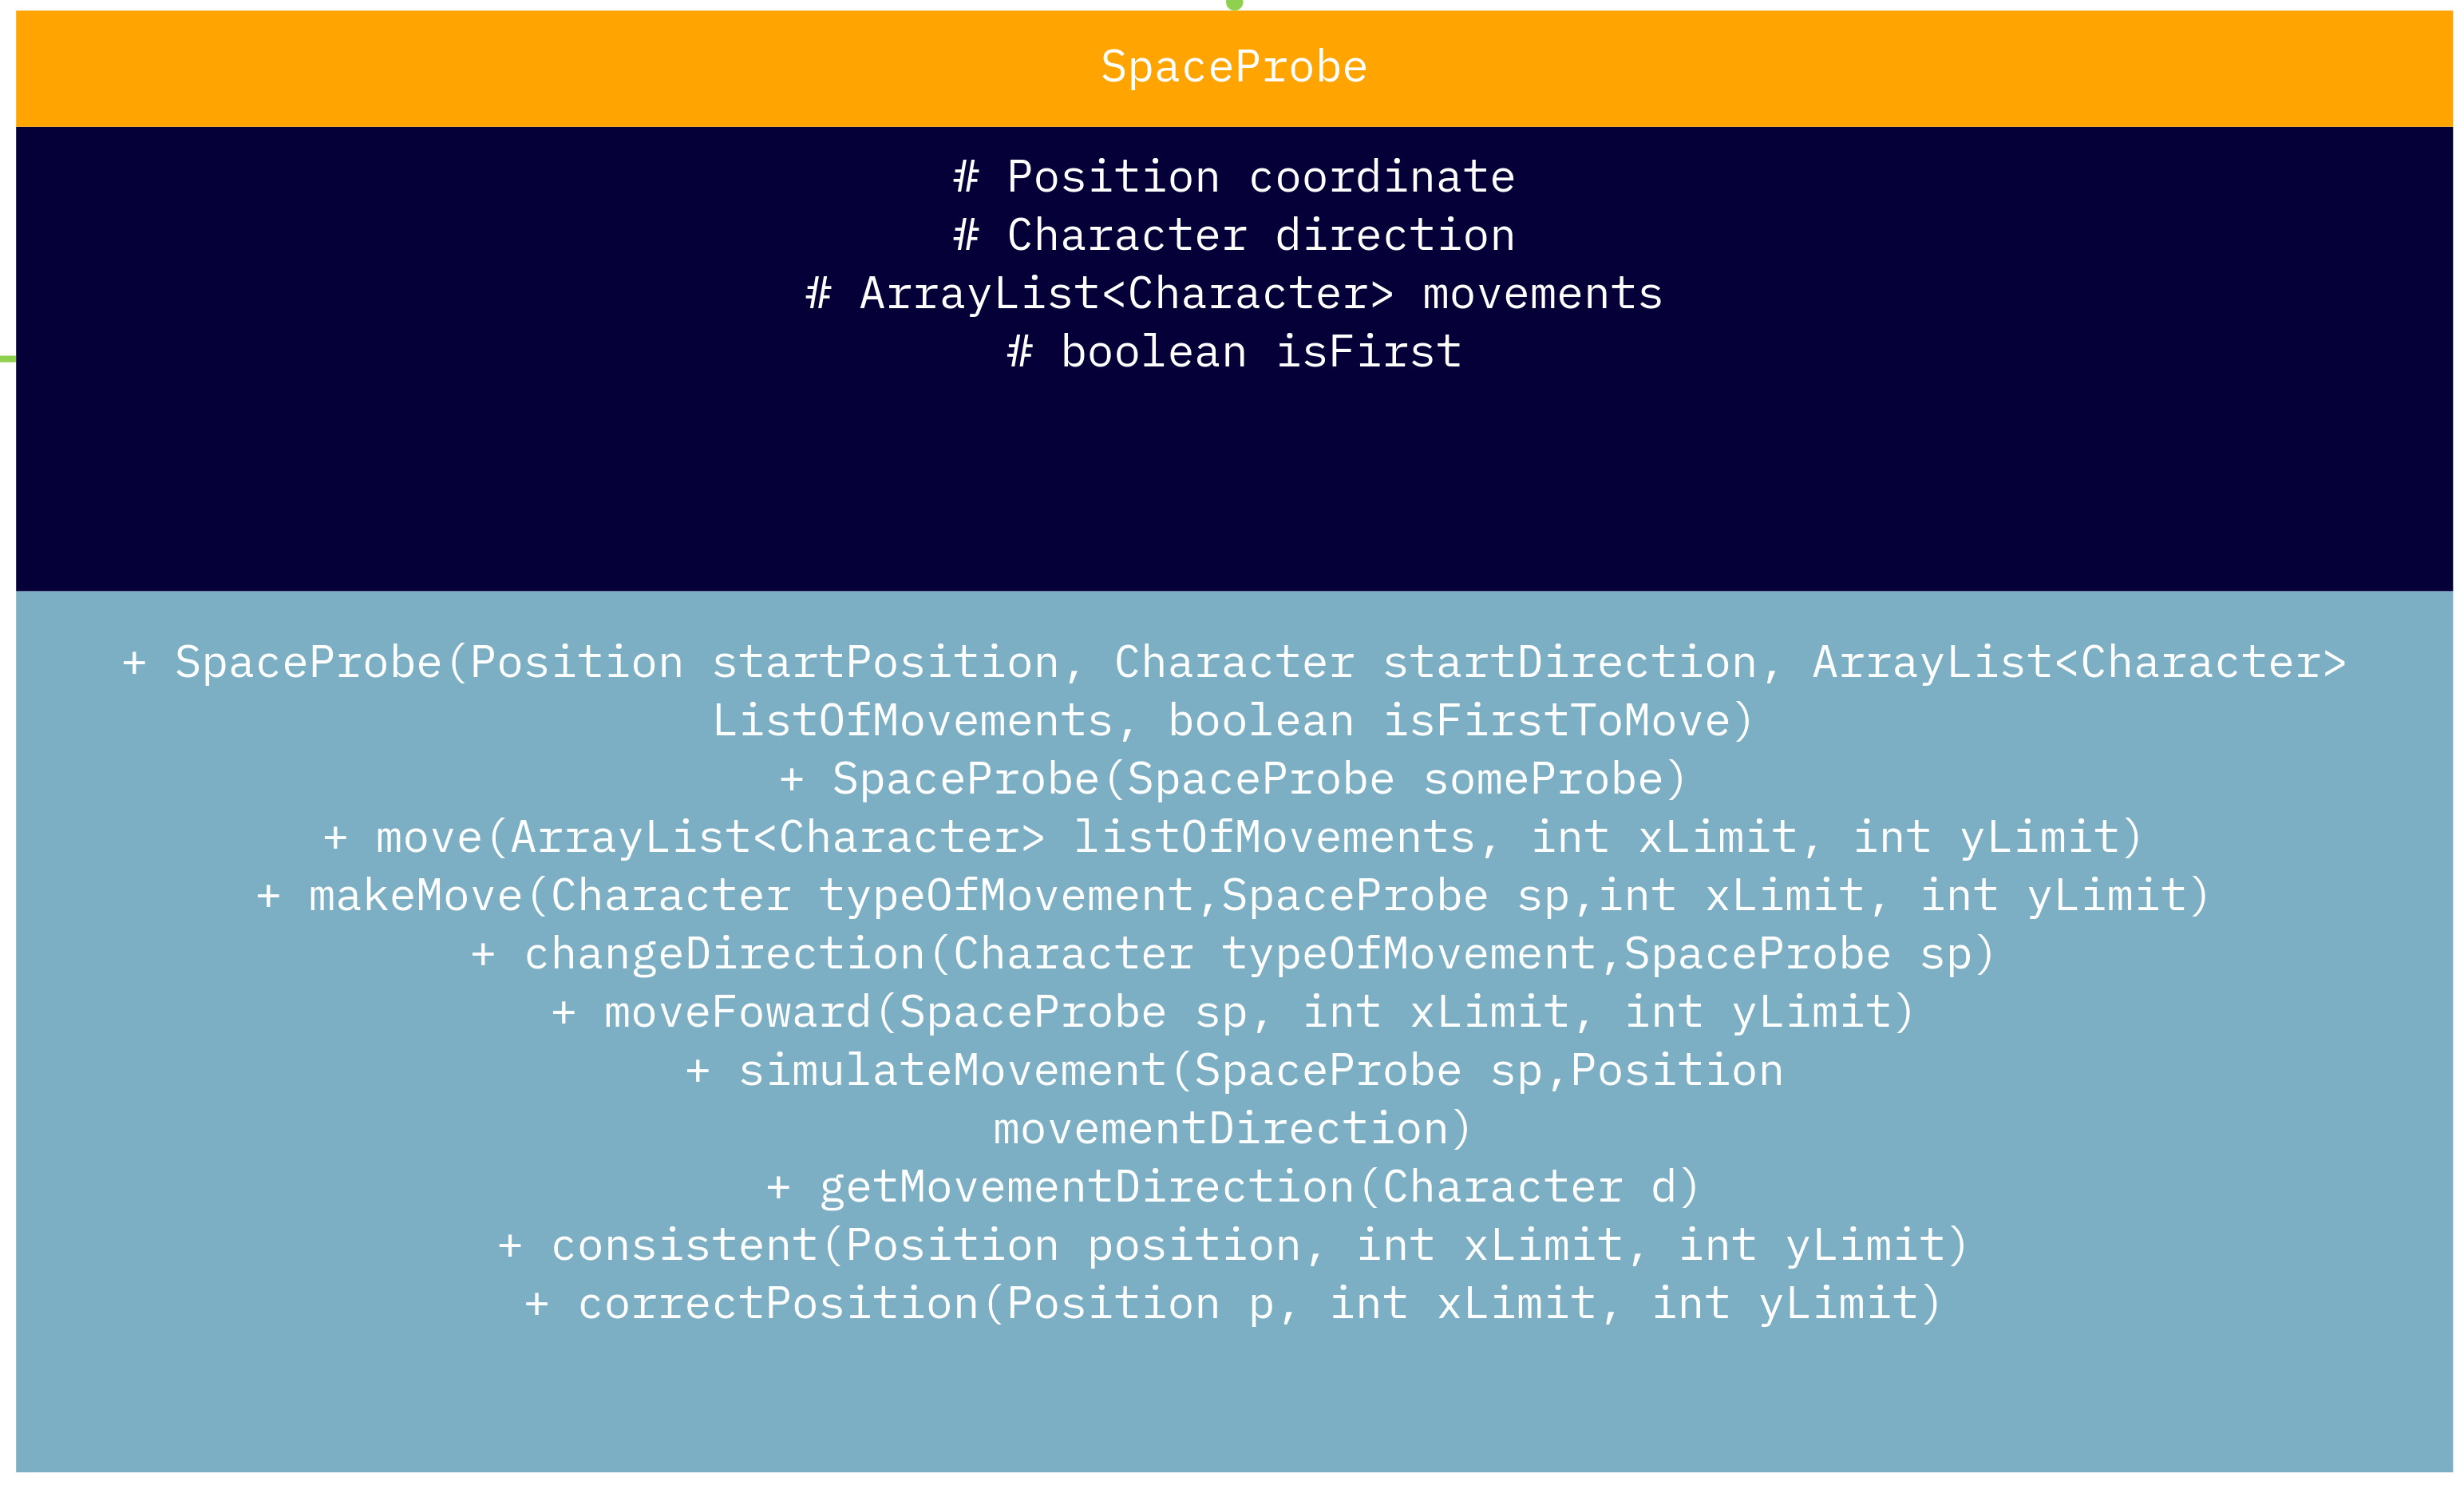 SpaceProbe
# Position coordinate
# Character direction
# ArrayList<Character> movements
# boolean isFirst
+ SpaceProbe(Position startPosition, Character startDirection, ArrayList<Character>
ListOfMovements, boolean isFirstToMove)
+ SpaceProbe(SpaceProbe someProbe)
+ move(ArrayList<Character> listOfMovements, int xLimit, int yLimit)
+ makeMove(Character typeOfMovement,SpaceProbe sp,int xLimit, int yLimit)
+ changeDirection(Character typeOfMovement,SpaceProbe sp)
+ moveFoward(SpaceProbe sp, int xLimit, int yLimit)
+ simulateMovement(SpaceProbe sp,Position
movementDirection)
+ getMovementDirection(Character d)
+ consistent(Position position, int xLimit, int yLimit)
+ correctPosition(Position p, int xLimit, int yLimit)